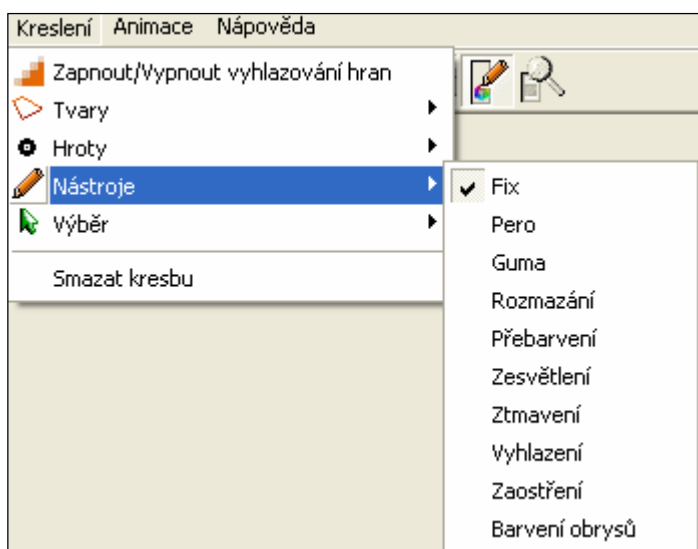 Kreslení Animace Nápověda
Zapnout/Vypnout vyhlazování hran
Tvary
Hroty
Nástroje
Výběr
Smazat kresbu
Fix
Pero
Guma
Rozmazání
Přebarvení
Zesvětlení
Ztmavení
Vyhlazení
Zaostření
Barvení obrysů